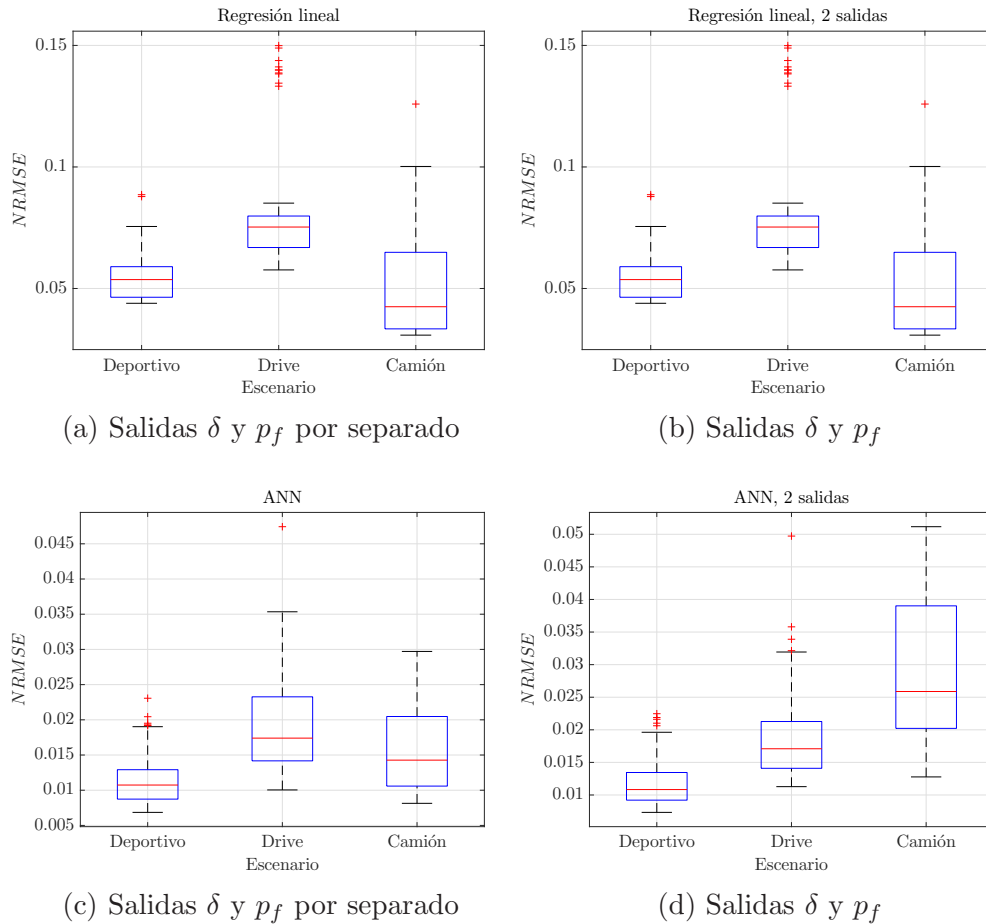 Regresión lineal
0.15
0.1
0.05
NRMSE
Deportivo Drive Camión
Escenario
(a) Salidas δ y p_f por separado
Regresión lineal, 2 salidas
0.15
0.1
0.05
NRMSE
Deportivo Drive Camión
Escenario
(b) Salidas δ y p_f
ANN
0.045
0.04
0.035
0.03
0.025
0.02
0.015
0.01
0.005
NRMSE
Deportivo Drive Camión
Escenario
(c) Salidas δ y p_f por separado
ANN, 2 salidas
0.05
0.045
0.04
0.035
0.03
0.025
0.02
0.015
0.01
NRMSE
Deportivo Drive Camión
Escenario
(d) Salidas δ y p_f